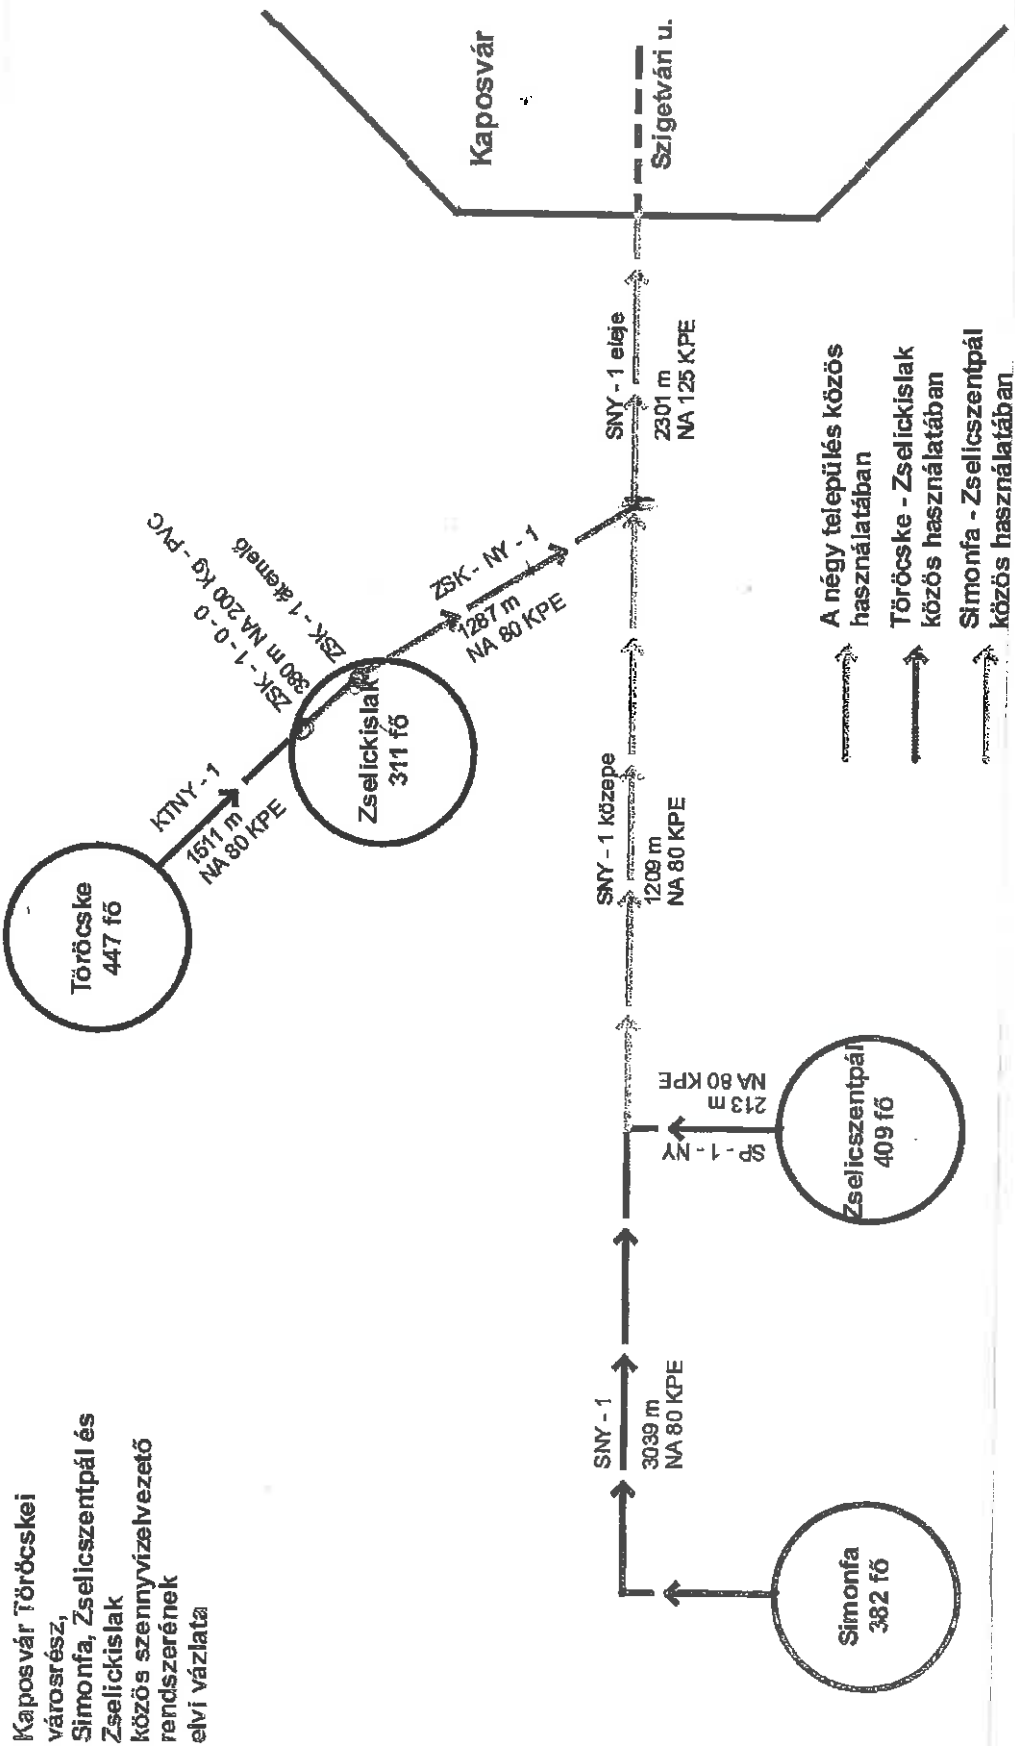 Kaposvár Töröcskei
városrész,
Simonfa, Zselicszentpál és
Zselickislak
közös szennyvízelvezető
rendszerének
elvi vázlata
Töröcske
447 fő
KTNY - 1
1511 m
NA 80 KPE
ZSK - 1 - 0 - 0
380 m NA 200 Kg - PVC
ZSK - 1 átemelő
Zselickislak
311 fő
ZSK - NY - 1
1287 m
NA 80 KPE
Kaposvár
Szigetvári u.
SNY - 1 eleje
2301 m
NA 125 KPE
SNY - 1 közepe
1209 m
NA 80 KPE
SNY - 1
3039 m
NA 80 KPE
SP - 1 - NY
213 m
NA 80 KPE
Simonfa
382 fő
Zselicszentpál
409 fő
A négy település közös
használatában
Töröcske - Zselickislak
közös használatában
Simonfa - Zselicszentpál
közös használatában